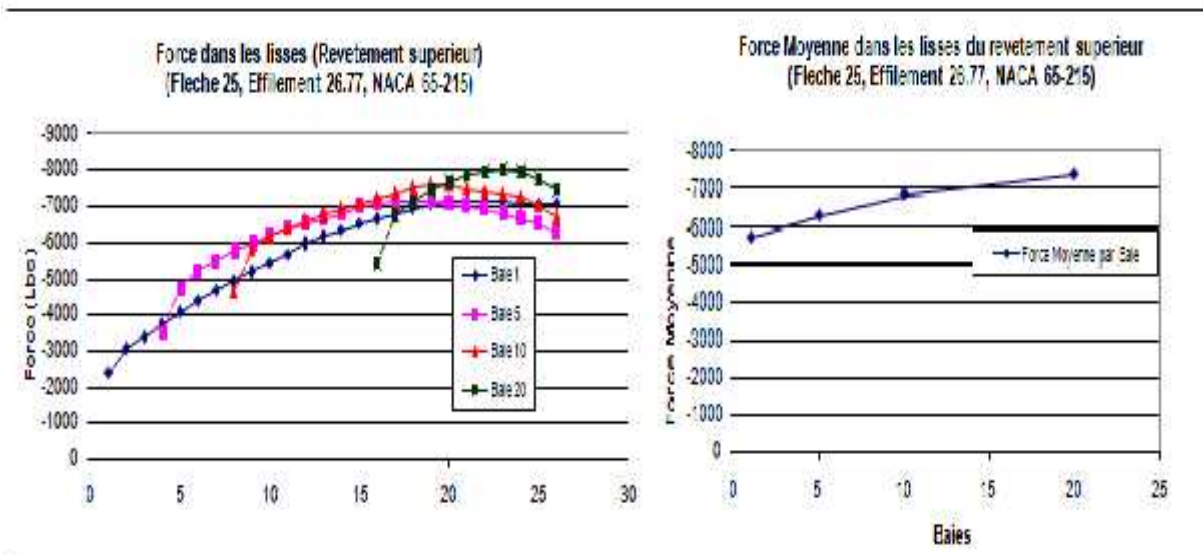 Force dans les lisses (Revetement superieur)
(Fleche 25, Effilement 26.77, NACA 65-215)
Force (Lbs)
-9000
-8000
-7000
-6000
-5000
-4000
-3000
-2000
-1000
0
0 5 10 15 20 25 30
Baie 1
Baie 5
Baie 10
Baie 20
Force Moyenne dans les lisses du revetement superieur
(Fleche 25, Effilement 26.77, NACA 65-215)
Force Moyenne
-8000
-7000
-6000
-5000
-4000
-3000
-2000
-1000
0
0 5 10 15 20 25
Force Moyenne par Baie
Baies